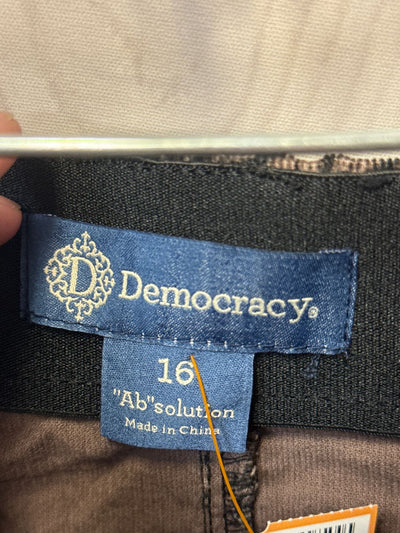 D Democracy®
16
"Ab"solution
Made in China